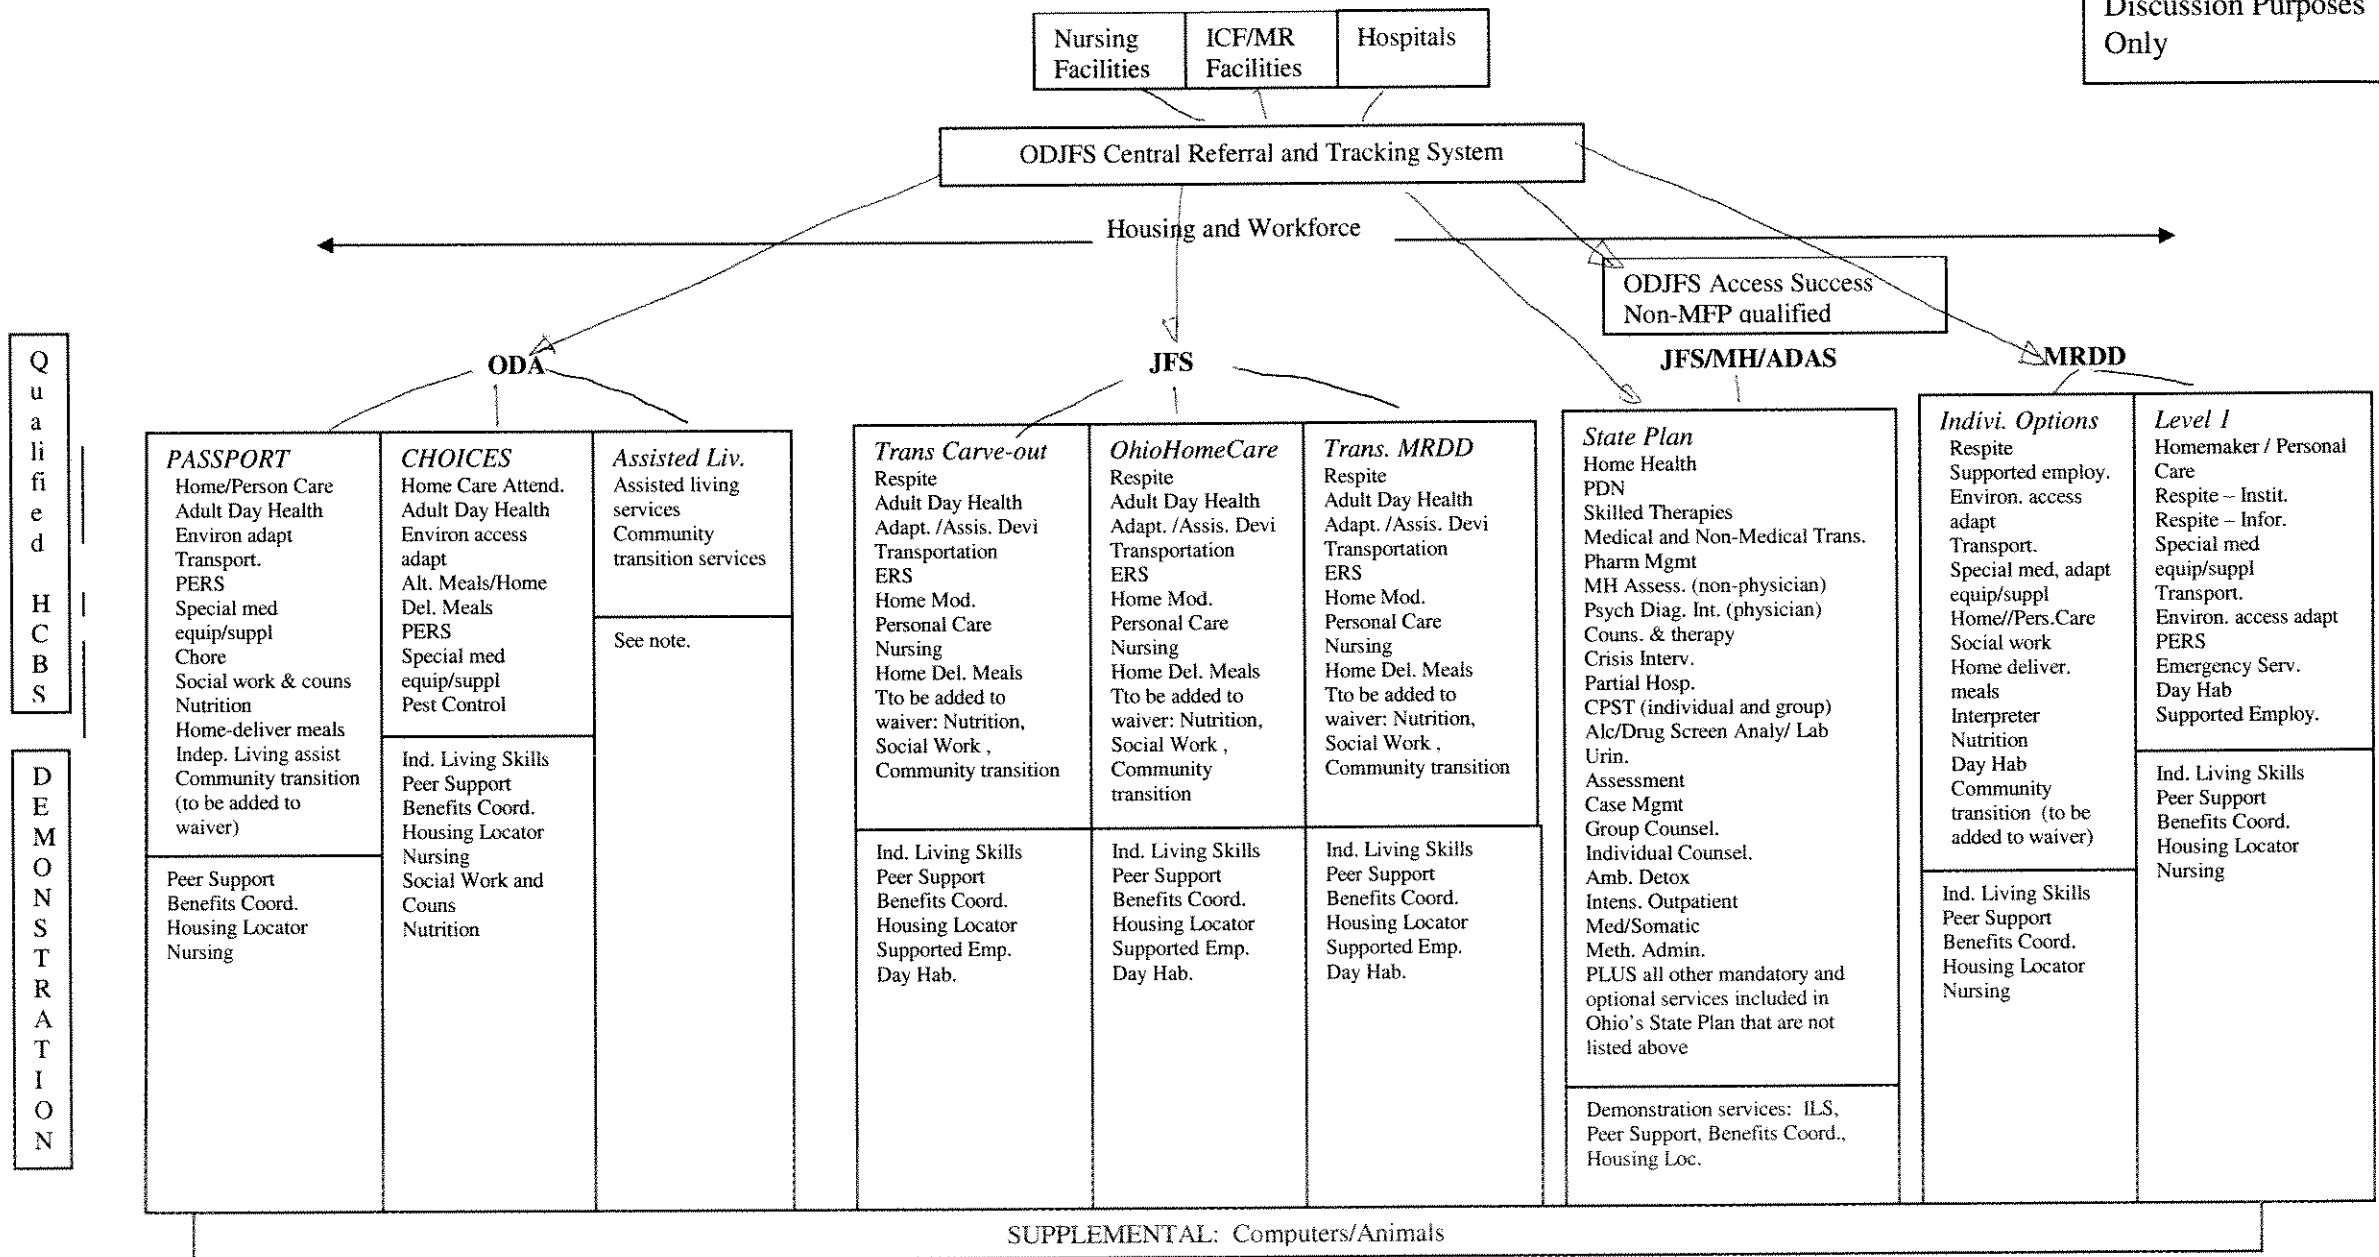 Discussion Purposes
Only
Nursing
Facilities
ICF/MR
Facilities
Hospitals
ODJFS Central Referral and Tracking System
Housing and Workforce
ODJFS Access Success
Non-MFP qualified
Q
u
a
li
fi
e
d
H
C
B
S
D
E
M
O
N
S
T
R
A
T
I
O
N
ODA
JFS
JFS/MH/ADAS
MRDD
PASSPORT
Home/Person Care
Adult Day Health
Environ adapt
Transport.
PERS
Special med
equip/suppl
Chore
Social work & couns
Nutrition
Home-deliver meals
Indep. Living assist
Community transition
(to be added to
waiver)
Peer Support
Benefits Coord.
Housing Locator
Nursing
CHOICES
Home Care Attend.
Adult Day Health
Environ access
adapt
Alt. Meals/Home
Del. Meals
PERS
Special med
equip/suppl
Pest Control
Ind. Living Skills
Peer Support
Benefits Coord.
Housing Locator
Nursing
Social Work and
Couns
Nutrition
Assisted Liv.
Assisted living
services
Community
transition services
See note.
Trans Carve-out
Respite
Adult Day Health
Adapt. /Assis. Devi
Transportation
ERS
Home Mod.
Personal Care
Nursing
Home Del. Meals
Tto be added to
waiver: Nutrition,
Social Work ,
Community transition
Ind. Living Skills
Peer Support
Benefits Coord.
Housing Locator
Supported Emp.
Day Hab.
OhioHomeCare
Respite
Adult Day Health
Adapt. /Assis. Devi
Transportation
ERS
Home Mod.
Personal Care
Nursing
Home Del. Meals
Tto be added to
waiver: Nutrition,
Social Work ,
Community
transition
Ind. Living Skills
Peer Support
Benefits Coord.
Housing Locator
Supported Emp.
Day Hab.
Trans. MRDD
Respite
Adult Day Health
Adapt. /Assis. Devi
Transportation
ERS
Home Mod.
Personal Care
Nursing
Home Del. Meals
Tto be added to
waiver: Nutrition,
Social Work ,
Community transition
Ind. Living Skills
Peer Support
Benefits Coord.
Housing Locator
Supported Emp.
Day Hab.
State Plan
Home Health
PDN
Skilled Therapies
Medical and Non-Medical Trans.
Pharm Mgmt
MH Assess. (non-physician)
Psych Diag. Int. (physician)
Couns. & therapy
Crisis Interv.
Partial Hosp.
CPST (individual and group)
Alc/Drug Screen Analy/ Lab
Urin.
Assessment
Case Mgmt
Group Counsel.
Individual Counsel.
Amb. Detox
Intens. Outpatient
Med/Somatic
Meth. Admin.
PLUS all other mandatory and
optional services included in
Ohio's State Plan that are not
listed above
Demonstration services: ILS,
Peer Support, Benefits Coord.,
Housing Loc.
Indivi. Options
Respite
Supported employ.
Environ. access
adapt
Transport.
Special med, adapt
equip/suppl
Home//Pers.Care
Social work
Home deliver.
meals
Interpreter
Nutrition
Day Hab
Community
transition (to be
added to waiver)
Ind. Living Skills
Peer Support
Benefits Coord.
Housing Locator
Nursing
Level 1
Homemaker / Personal
Care
Respite – Instit.
Respite – Infor.
Special med
equip/suppl
Transport.
Environ. access adapt
PERS
Emergency Serv.
Day Hab
Supported Employ.
Ind. Living Skills
Peer Support
Benefits Coord.
Housing Locator
Nursing
SUPPLEMENTAL: Computers/Animals